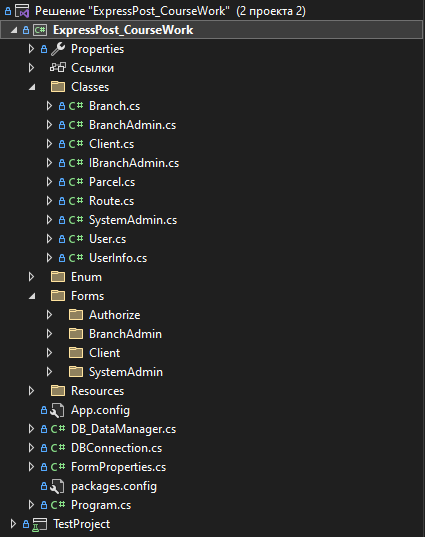 Решение "ExpressPost_CourseWork" (2 проекта 2)
C# ExpressPost_CourseWork
Properties
Ссылки
Classes
C# Branch.cs
C# BranchAdmin.cs
C# Client.cs
C# IBranchAdmin.cs
C# Parcel.cs
C# Route.cs
C# SystemAdmin.cs
C# User.cs
C# UserInfo.cs
Enum
Forms
Authorize
BranchAdmin
Client
SystemAdmin
Resources
App.config
C# DB_DataManager.cs
C# DBConnection.cs
C# FormProperties.cs
packages.config
C# Program.cs
TestProject